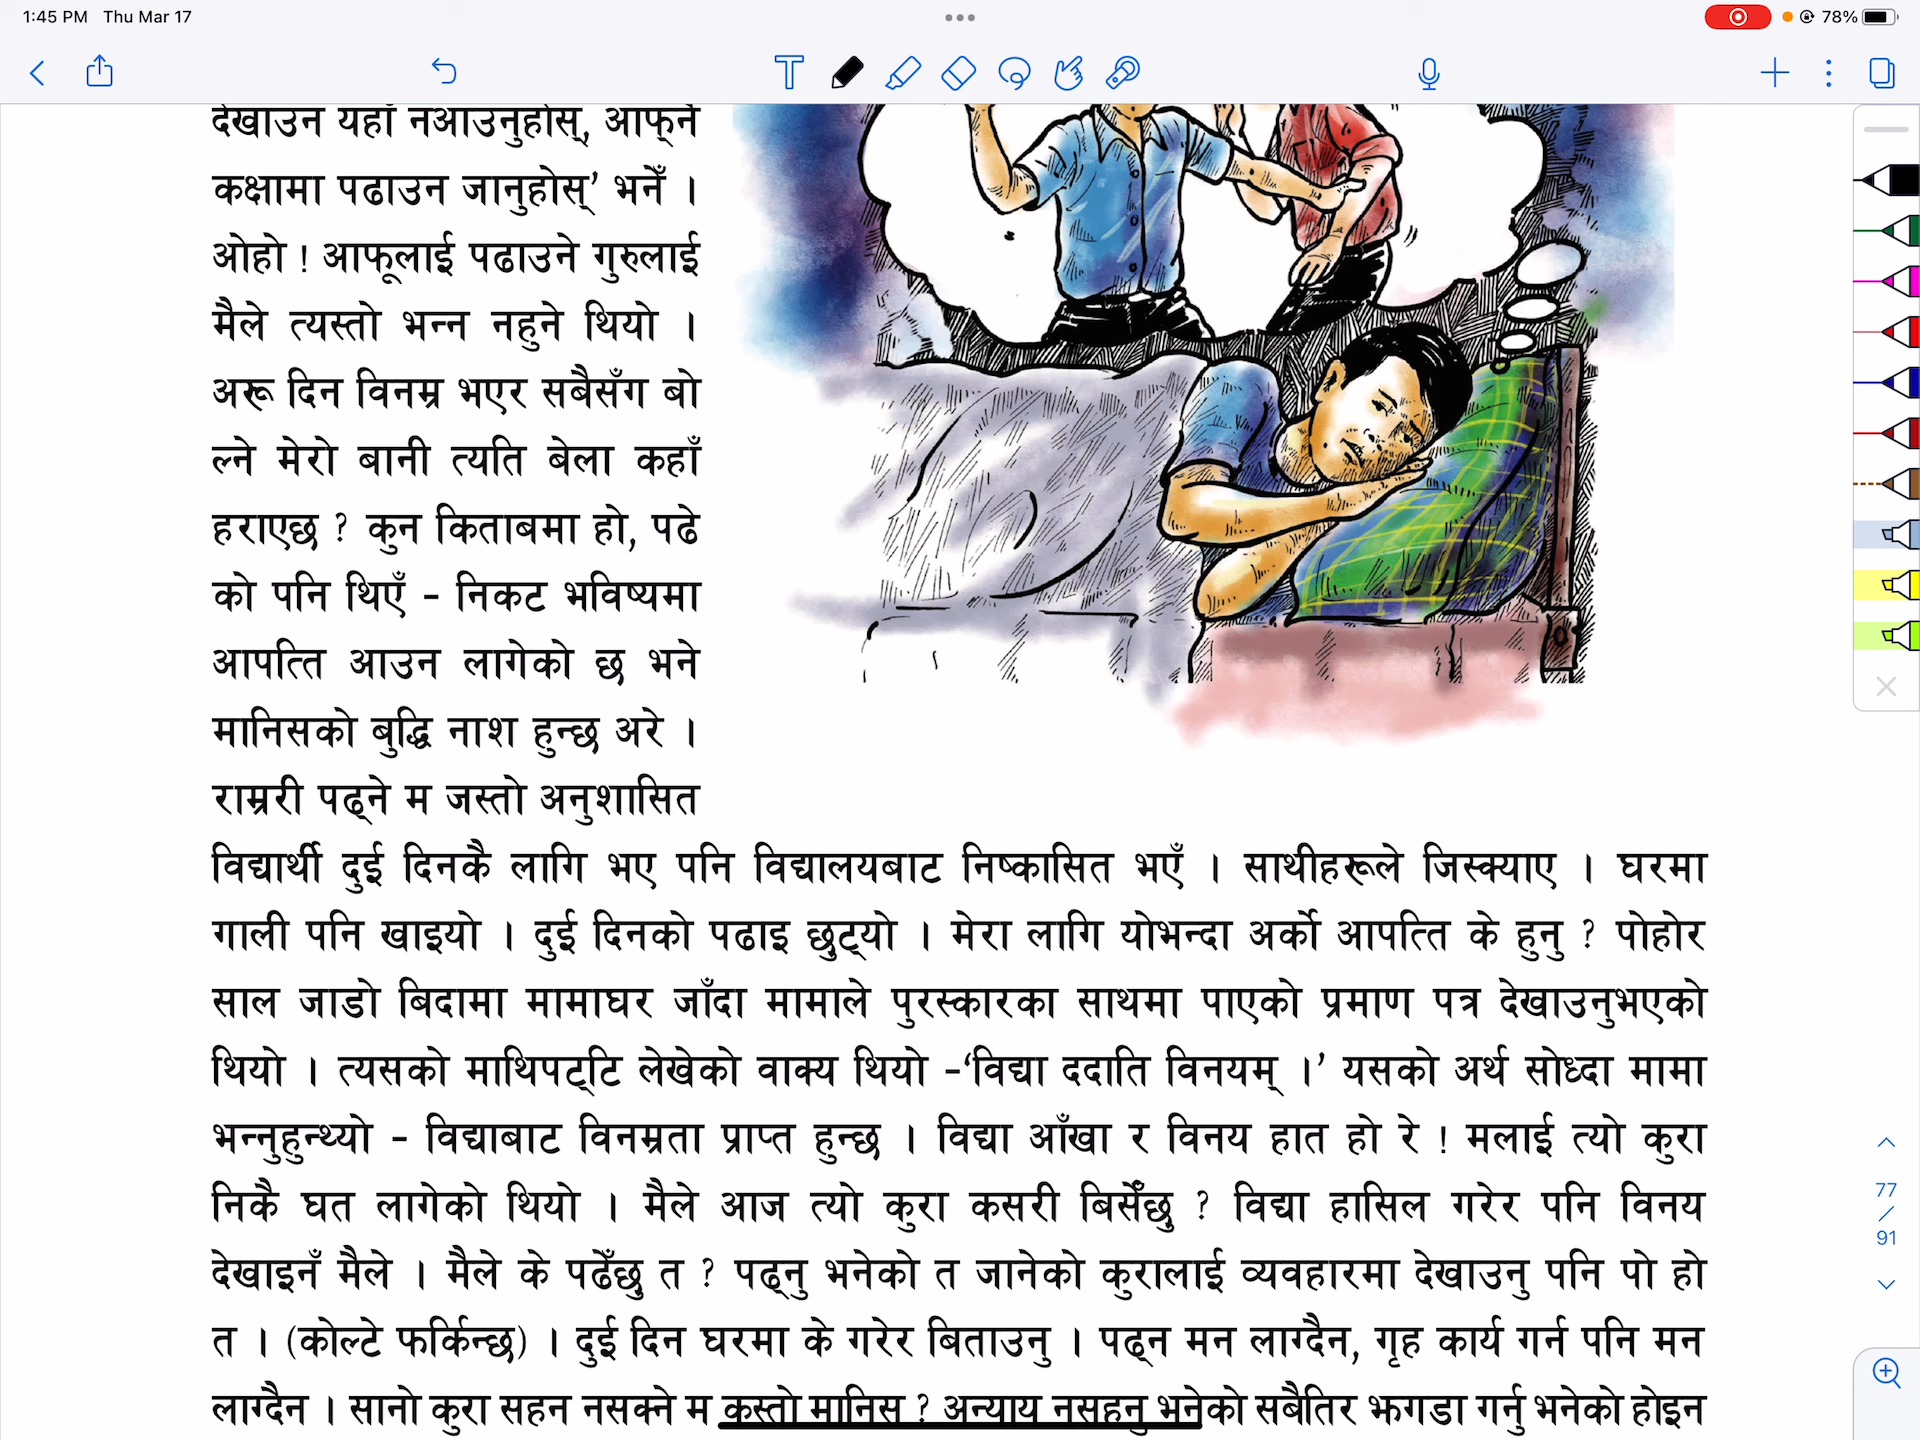 1:45 PM Thu Mar 17
78%
T
देखाउन यहाँ नआउनुहोस्, आफ्नै
कक्षामा पढाउन जानुहोस्’ भनेँ ।
ओहो ! आफूलाई पढाउने गुरुलाई
मैले त्यस्तो भन्न नहुने थियो ।
अरू दिन विनम्र भएर सबैसँग बो
ल्ने मेरो बानी त्यति बेला कहाँ
हराएछ ? कुन किताबमा हो, पढे
को पनि थिएँ - निकट भविष्यमा
आपत्ति आउन लागेको छ भने
मानिसको बुद्धि नाश हुन्छ अरे ।
राम्ररी पढ्ने म जस्तो अनुशासित
विद्यार्थी दुई दिनकै लागि भए पनि विद्यालयबाट निष्कासित भएँ । साथीहरूले जिस्क्याए । घरमा
गाली पनि खाइयो । दुई दिनको पढाइ छुट्यो । मेरा लागि योभन्दा अर्को आपत्ति के हुनु ? पोहोर
साल जाडो बिदामा मामाघर जाँदा मामाले पुरस्कारका साथमा पाएको प्रमाण पत्र देखाउनुभएको
थियो । त्यसको माथिपट्टि लेखेको वाक्य थियो -‘विद्या ददाति विनयम् ।’ यसको अर्थ सोध्दा मामा
भन्नुहुन्थ्यो - विद्याबाट विनम्रता प्राप्त हुन्छ । विद्या आँखा र विनय हात हो रे ! मलाई त्यो कुरा
निकै घत लागेको थियो । मैले आज त्यो कुरा कसरी बिर्सेँछु ? विद्या हासिल गरेर पनि विनय
देखाइनँ मैले । मैले के पढेँछु त ? पढ्नु भनेको त जानेको कुरालाई व्यवहारमा देखाउनु पनि पो हो
त । (कोल्टे फर्किन्छ) । दुई दिन घरमा के गरेर बिताउनु । पढ्न मन लाग्दैन, गृह कार्य गर्न पनि मन
लाग्दैन । सानो कुरा सहन नसक्ने म कस्तो मानिस ? अन्याय नसहनु भनेको सबैतिर झगडा गर्नु भनेको होइन
77
/
91